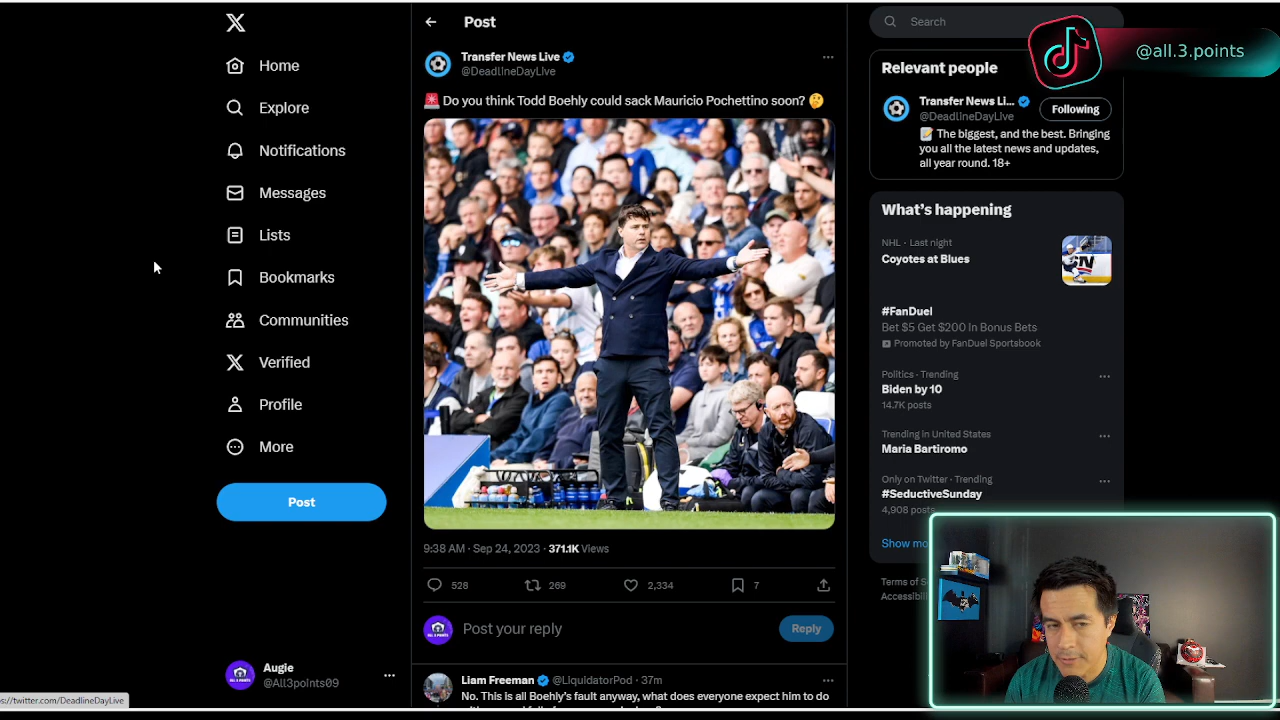 Post
Search
@all.3.points
Home
Explore
Notifications
Messages
Lists
Bookmarks
Communities
Verified
Profile
More
Post
Augie
@All3points09
s://twitter.com/DeadlineDayLive
Transfer News Live
@DeadlineDayLive
🚨 Do you think Todd Boehly could sack Mauricio Pochettino soon? 🤔
9:38 AM · Sep 24, 2023 · 371.1K Views
528 269 2,334 7
Post your reply
Reply
Liam Freeman @LiquidatorPod · 37m
No. This is all Boehly's fault anyway, what does everyone expect him to do
Relevant people
Transfer News Li...
@DeadlineDayLive
Following
📝 The biggest, and the best. Bringing
you all the latest news and updates,
all year round. 18+
What's happening
NHL · Last night
Coyotes at Blues
#FanDuel
Bet $5 Get $200 In Bonus Bets
Promoted by FanDuel Sportsbook
Politics · Trending
Biden by 10
14.7K posts
Trending in United States
Maria Bartiromo
Only on Twitter · Trending
#SeductiveSunday
4,908 posts
Show mo
Terms of S
Accessibili